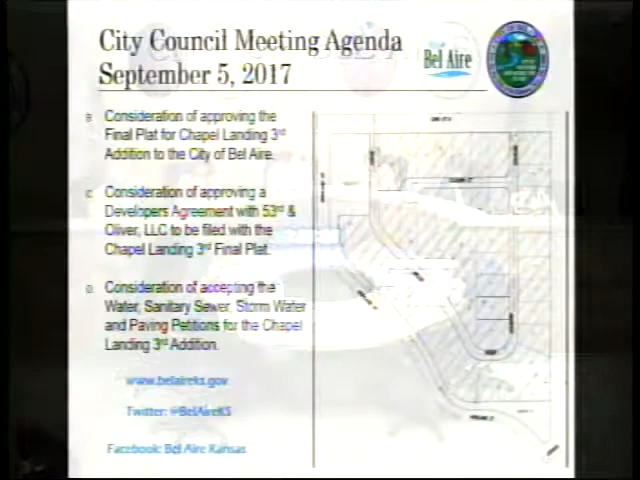 City Council Meeting Agenda
September 5, 2017
Bel Aire
B. Consideration of approving the
Final Plat for Chapel Landing 3rd
Addition to the City of Bel Aire.
C. Consideration of approving a
Developers Agreement with 53rd &
Oliver, LLC to be filed with the
Chapel Landing 3rd Final Plat.
D. Consideration of accepting the
Water, Sanitary Sewer, Storm Water
and Paving Petitions for the Chapel
Landing 3rd Addition.
www.belaireks.gov
Twitter: @BelAireKS
Facebook: Bel Aire Kansas